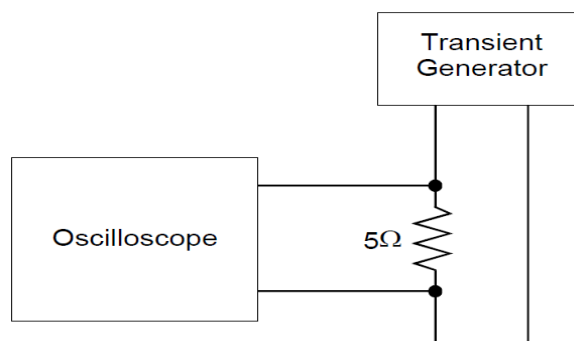 Transient
Generator
Oscilloscope
5Ω